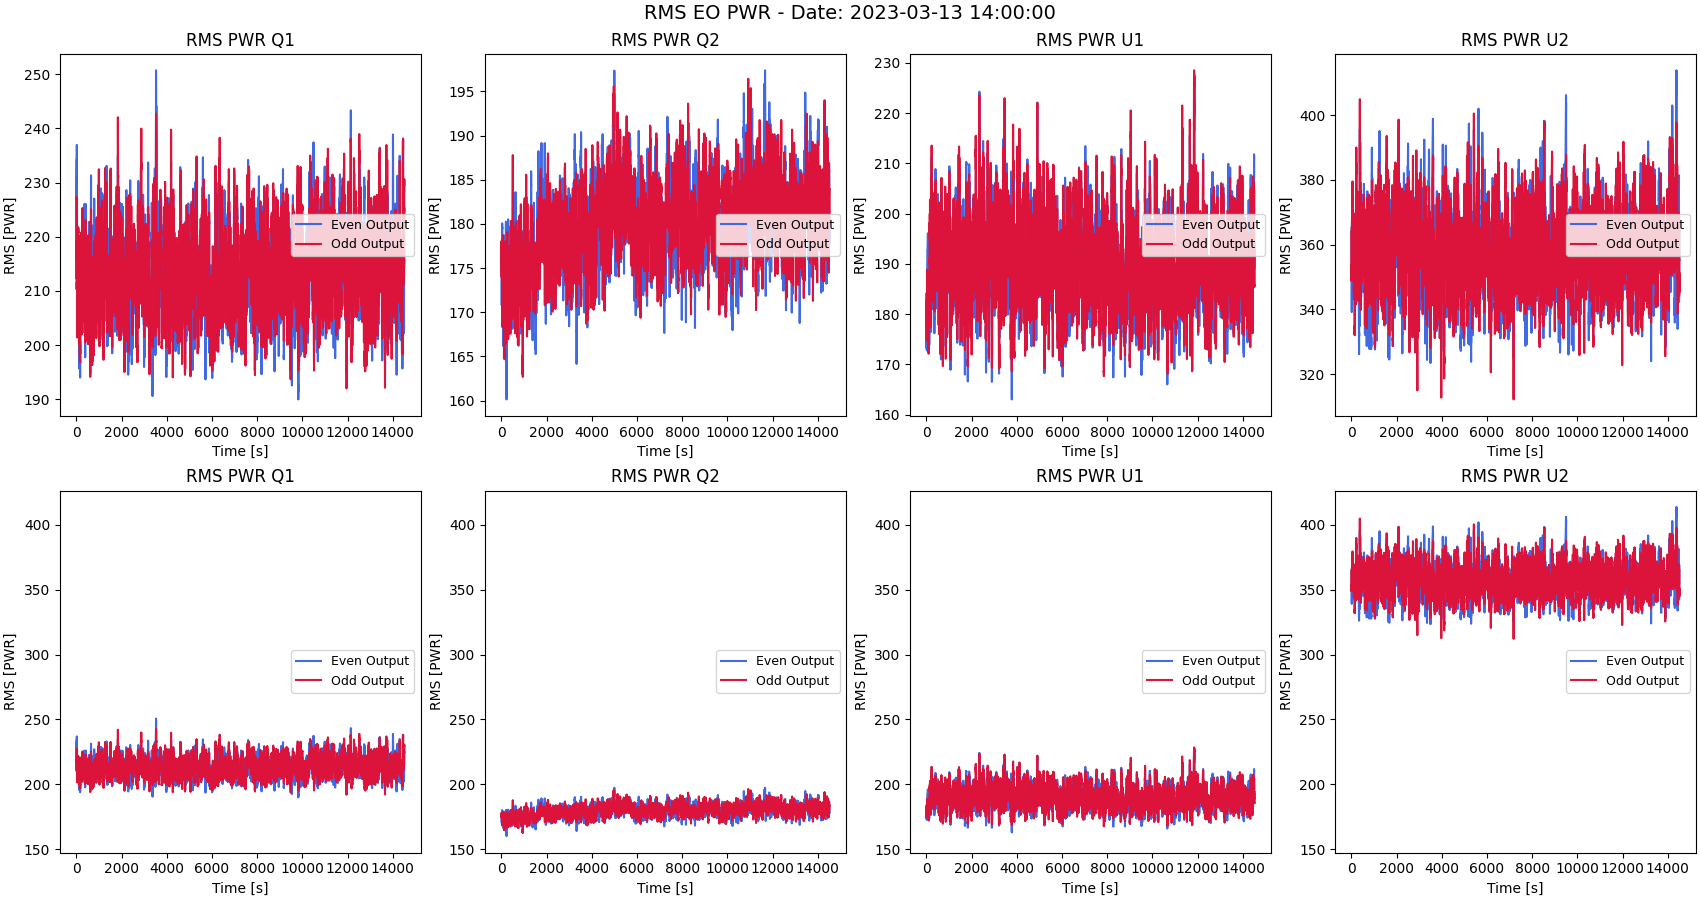 RMS EO PWR - Date: 2023-03-13 14:00:00
RMS PWR Q1
RMS [PWR]
250
240
230
220
210
200
190
Even Output
Odd Output
0 2000 4000 6000 8000 10000 12000 14000
Time [s]
RMS PWR Q2
RMS [PWR]
195
190
185
180
175
170
165
160
Even Output
Odd Output
0 2000 4000 6000 8000 10000 12000 14000
Time [s]
RMS PWR U1
RMS [PWR]
230
220
210
200
190
180
170
160
Even Output
Odd Output
0 2000 4000 6000 8000 10000 12000 14000
Time [s]
RMS PWR U2
RMS [PWR]
400
380
360
340
320
Even Output
Odd Output
0 2000 4000 6000 8000 10000 12000 14000
Time [s]
RMS PWR Q1
RMS [PWR]
400
350
300
250
200
150
Even Output
Odd Output
0 2000 4000 6000 8000 10000 12000 14000
Time [s]
RMS PWR Q2
RMS [PWR]
400
350
300
250
200
150
Even Output
Odd Output
0 2000 4000 6000 8000 10000 12000 14000
Time [s]
RMS PWR U1
RMS [PWR]
400
350
300
250
200
150
Even Output
Odd Output
0 2000 4000 6000 8000 10000 12000 14000
Time [s]
RMS PWR U2
RMS [PWR]
400
350
300
250
200
150
Even Output
Odd Output
0 2000 4000 6000 8000 10000 12000 14000
Time [s]